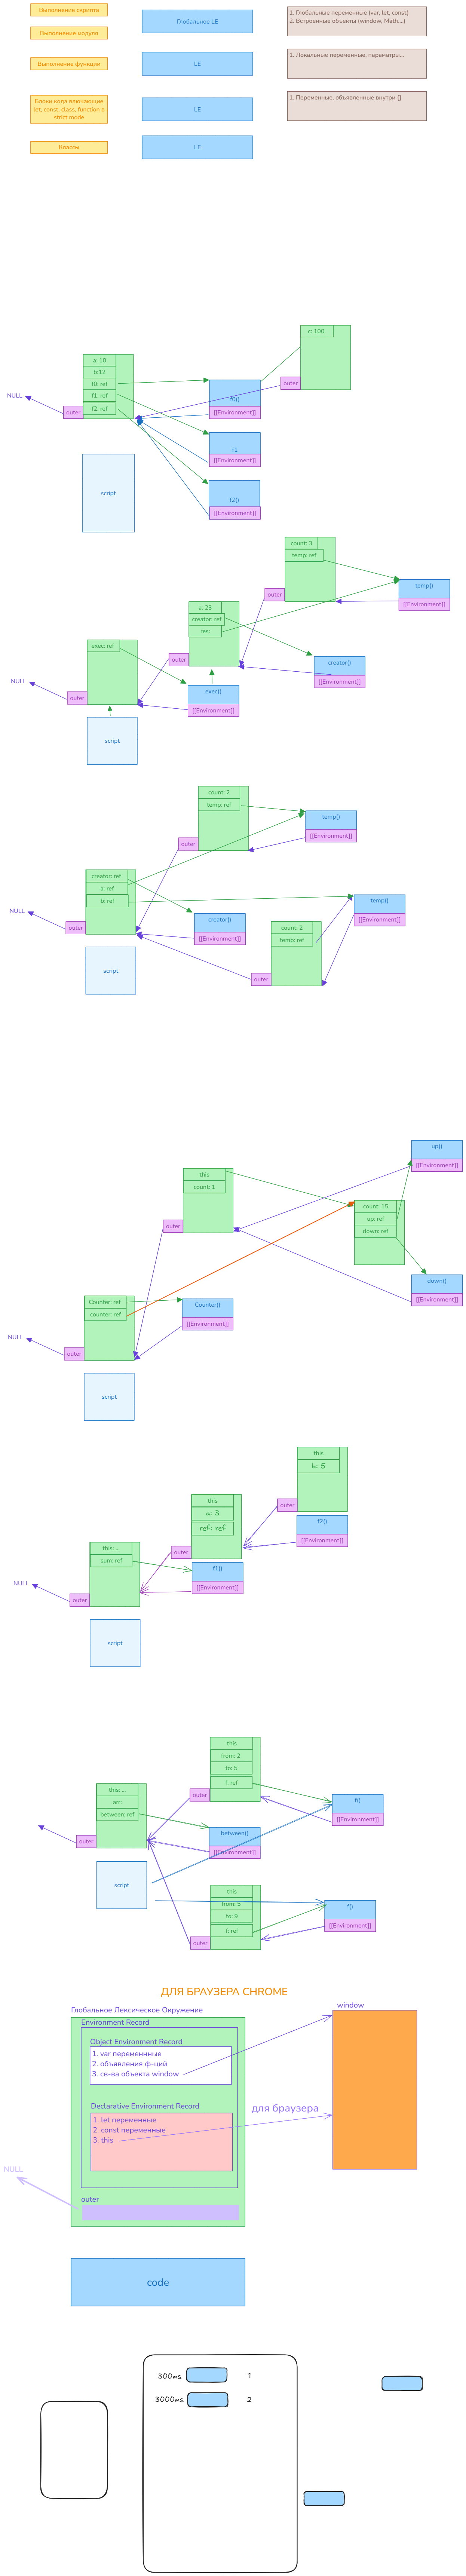 Выполнение скрипта
Выполнение модуля
Выполнение функции
Блоки кода влючающие
let, const, class, function в
strict mode
Классы
Глобальное LE
LE
LE
LE
1. Глобальные переменные (var, let, const)
2. Встроенные объекты (window, Math...)
1. Локальные переменные, параматры...
1. Переменные, объявленные внутри {}
c: 100
outer
a: 10
b:12
f0: ref
f1: ref
f2: ref
NULL
outer
f0()
[[Environment]]
f1
[[Environment]]
f2()
[[Environment]]
script
count: 3
temp: ref
outer
temp()
[[Environment]]
a: 23
creator: ref
res:
outer
exec: ref
creator()
[[Environment]]
NULL
outer
exec()
[[Environment]]
script
count: 2
temp: ref
outer
temp()
[[Environment]]
creator: ref
a: ref
b: ref
NULL
outer
creator()
[[Environment]]
temp()
[[Environment]]
count: 2
temp: ref
outer
script
up()
[[Environment]]
this
count: 1
outer
count: 15
up: ref
down: ref
down()
[[Environment]]
Counter: ref
counter: ref
Counter()
[[Environment]]
NULL
outer
script
this
b: 5
outer
this
a: 3
ref: ref
outer
f2()
[[Environment]]
this: ...
sum: ref
f1()
[[Environment]]
NULL
outer
script
this
from: 2
to: 5
f: ref
outer
this: ...
arr:
between: ref
f()
[[Environment]]
outer
between()
[[Environment]]
script
this
from: 5
to: 9
f: ref
outer
f()
[[Environment]]
ДЛЯ БРАУЗЕРА CHROME
Глобальное Лексическое Окружение
window
Environment Record
Object Environment Record
1. var переменнные
2. объявления ф-ций
3. св-ва объекта window
Declarative Environment Record
1. let переменные
2. const переменные
3. this
для браузера
NULL
outer
code
300ms
1
3000ms
2